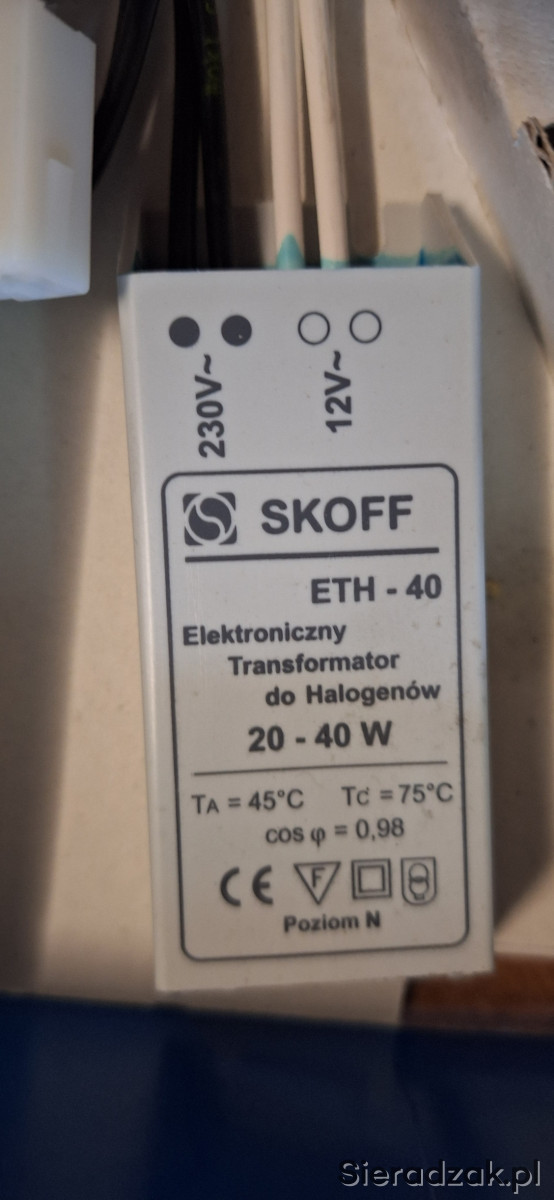 230V~
12V~
SKOFF
ETH - 40
Elektroniczny
Transformator
do Halogenów
20 - 40 W
TA = 45°C TC = 75°C
cos φ = 0,98
CE F
Poziom N
Sieradzak.pl